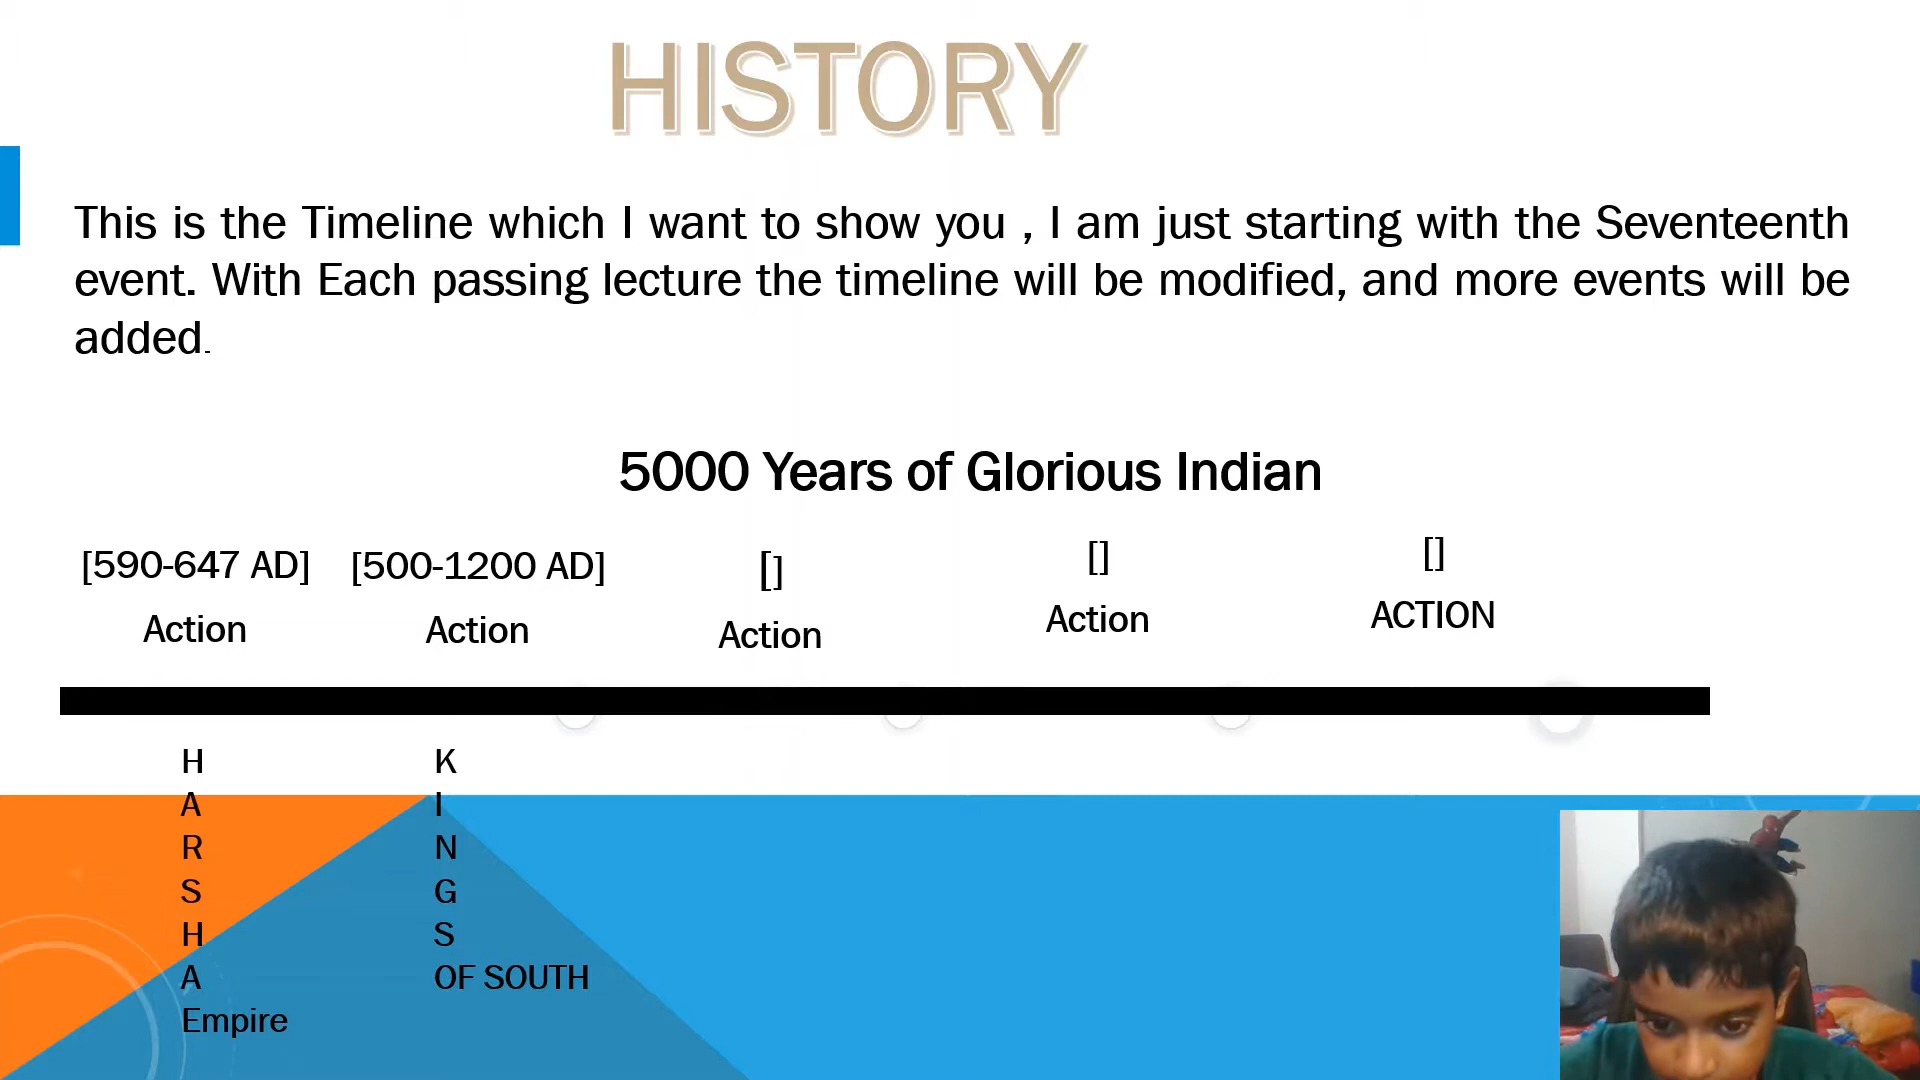 HISTORY
This is the Timeline which I want to show you , I am just starting with the Seventeenth
event. With Each passing lecture the timeline will be modified, and more events will be
added.
5000 Years of Glorious Indian
[590-647 AD] [500-1200 AD] [] [] []
Action Action Action Action ACTION
H
A
R
S
H
A
Empire
K
I
N
G
S
OF SOUTH